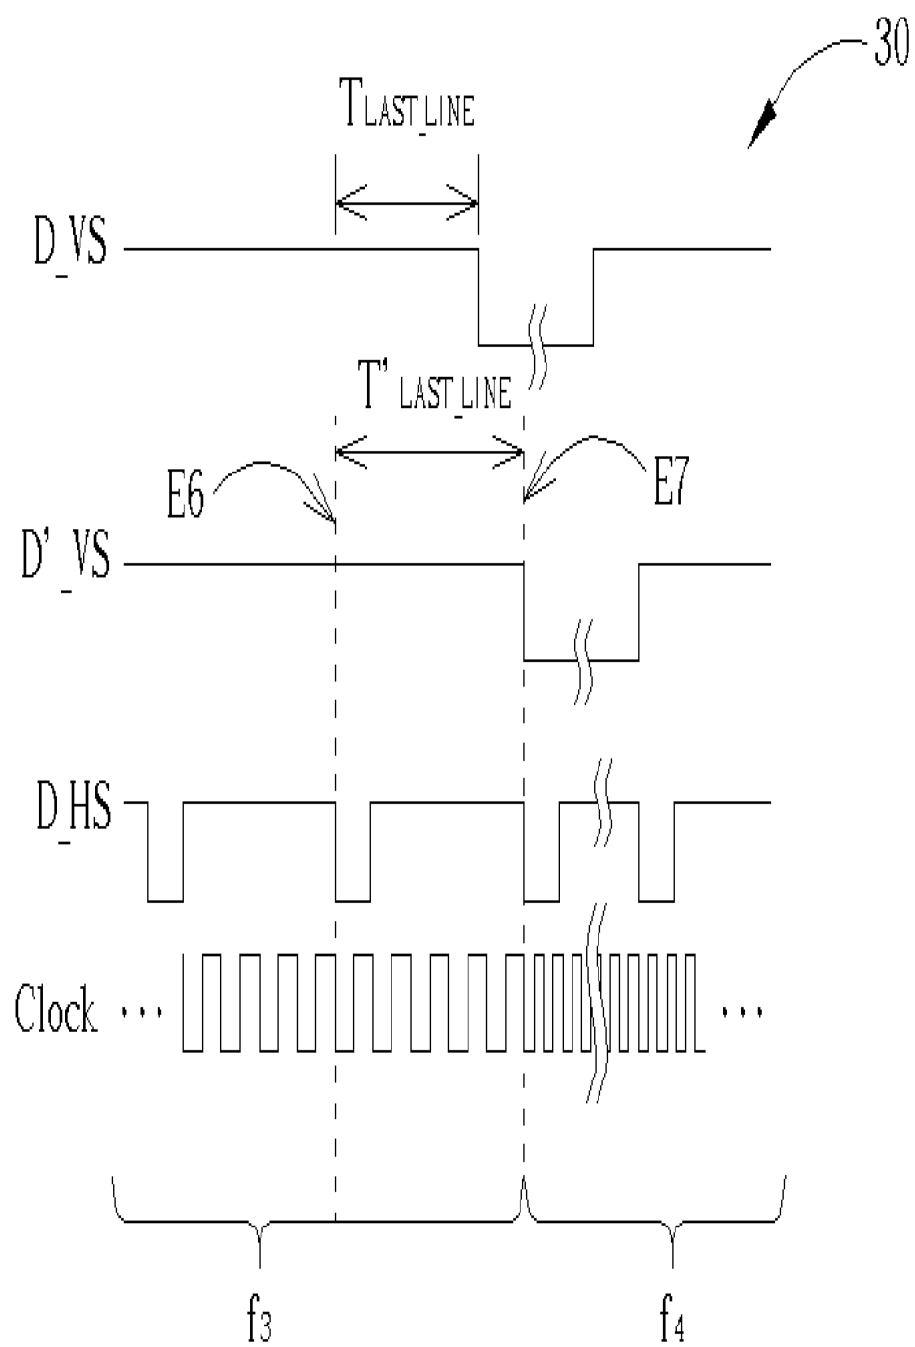 30
TLAST_LINE
D_VS
T'LAST_LINE
E6
E7
D'_VS
D_HS
Clock ... ...
f3
f4